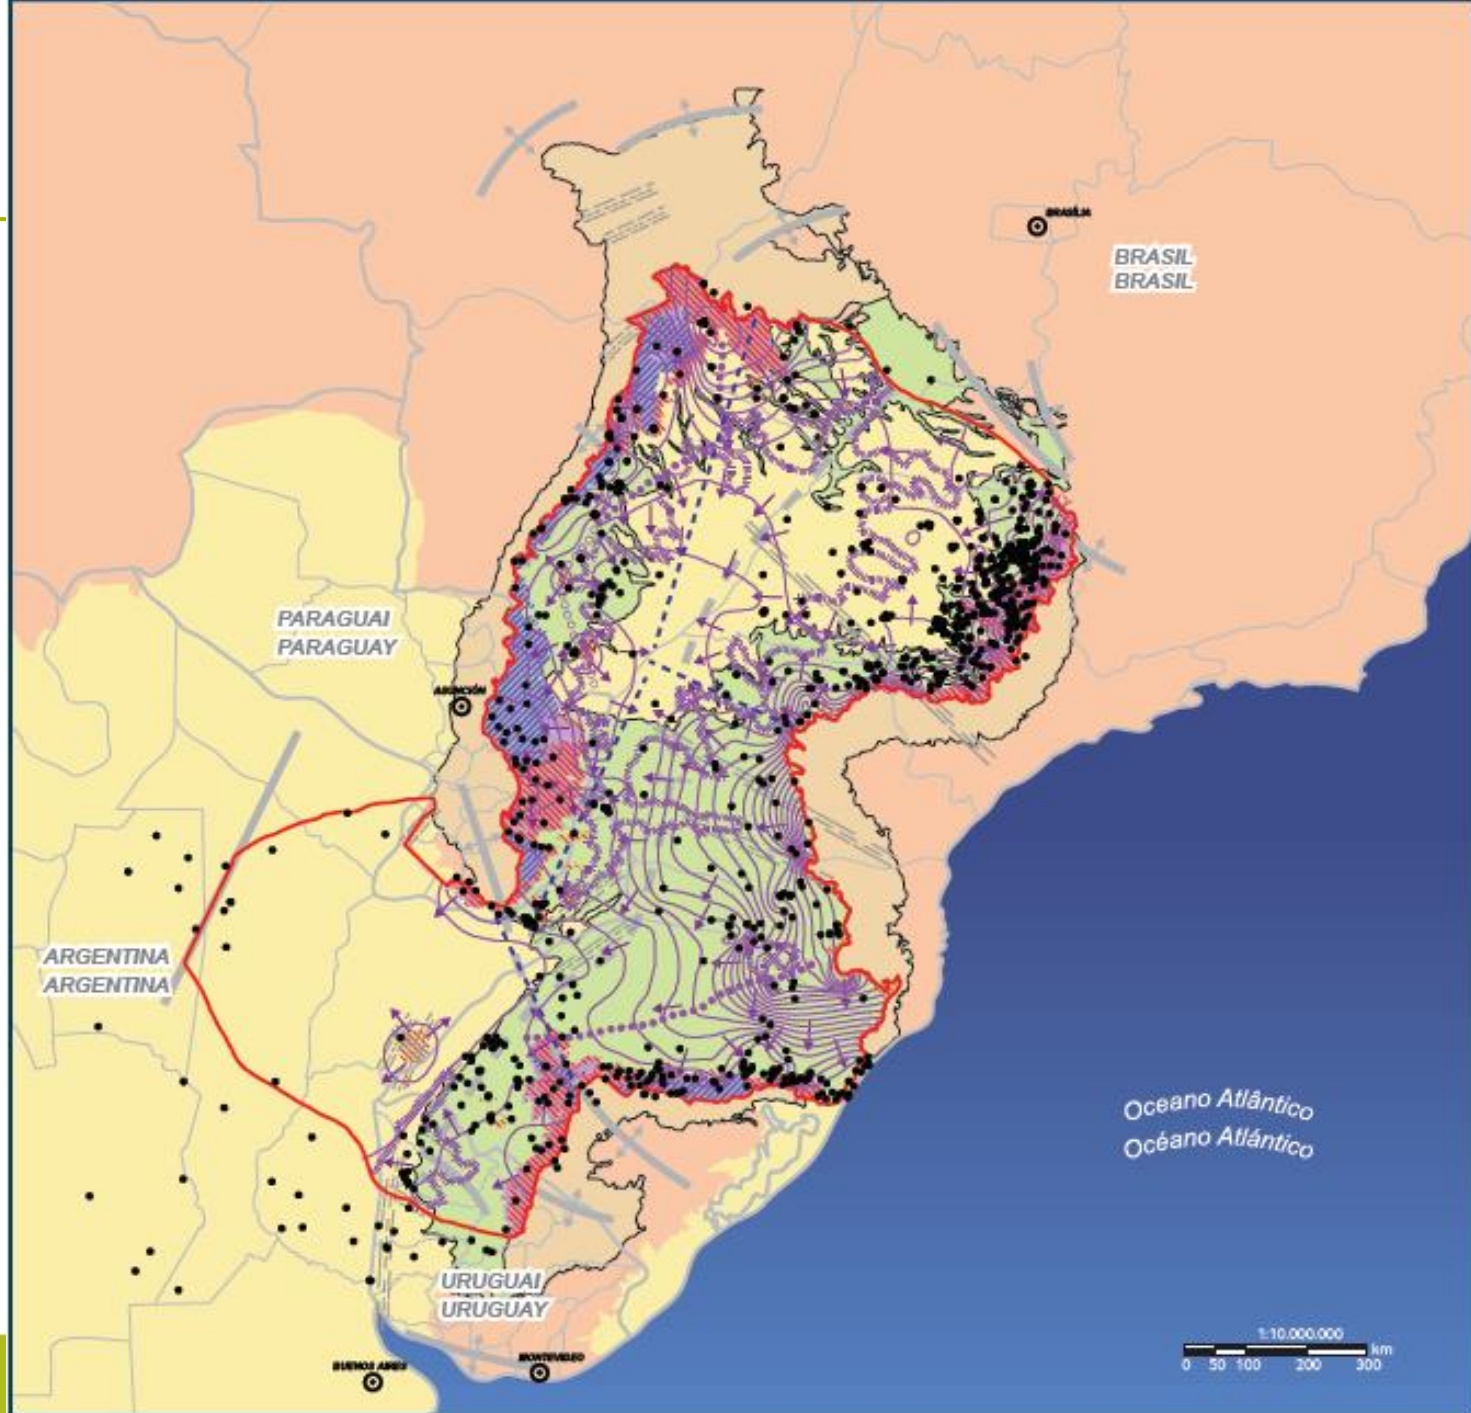 BRASÍLIA
BRASIL
BRASIL
PARAGUAI
PARAGUAY
ASUNCIÓN
ARGENTINA
ARGENTINA
Oceano Atlântico
Océano Atlántico
URUGUAI
URUGUAY
MONTEVIDEO
BUENOS AIRES
1:10.000.000
km
0 50 100 200 300